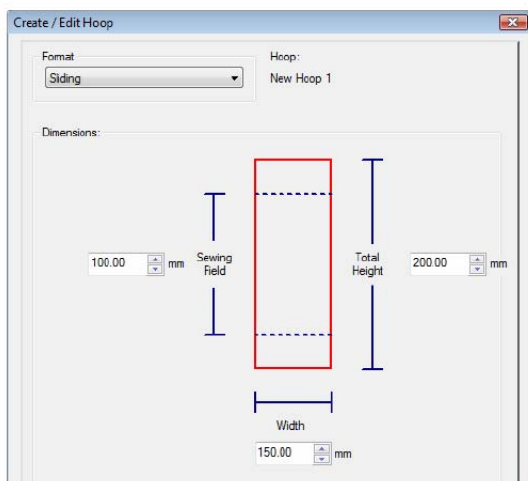 Create / Edit Hoop
Format
Sliding
Hoop:
New Hoop 1
Dimensions:
100.00 mm
Sewing
Field
Total
Height
200.00 mm
Width
150.00 mm